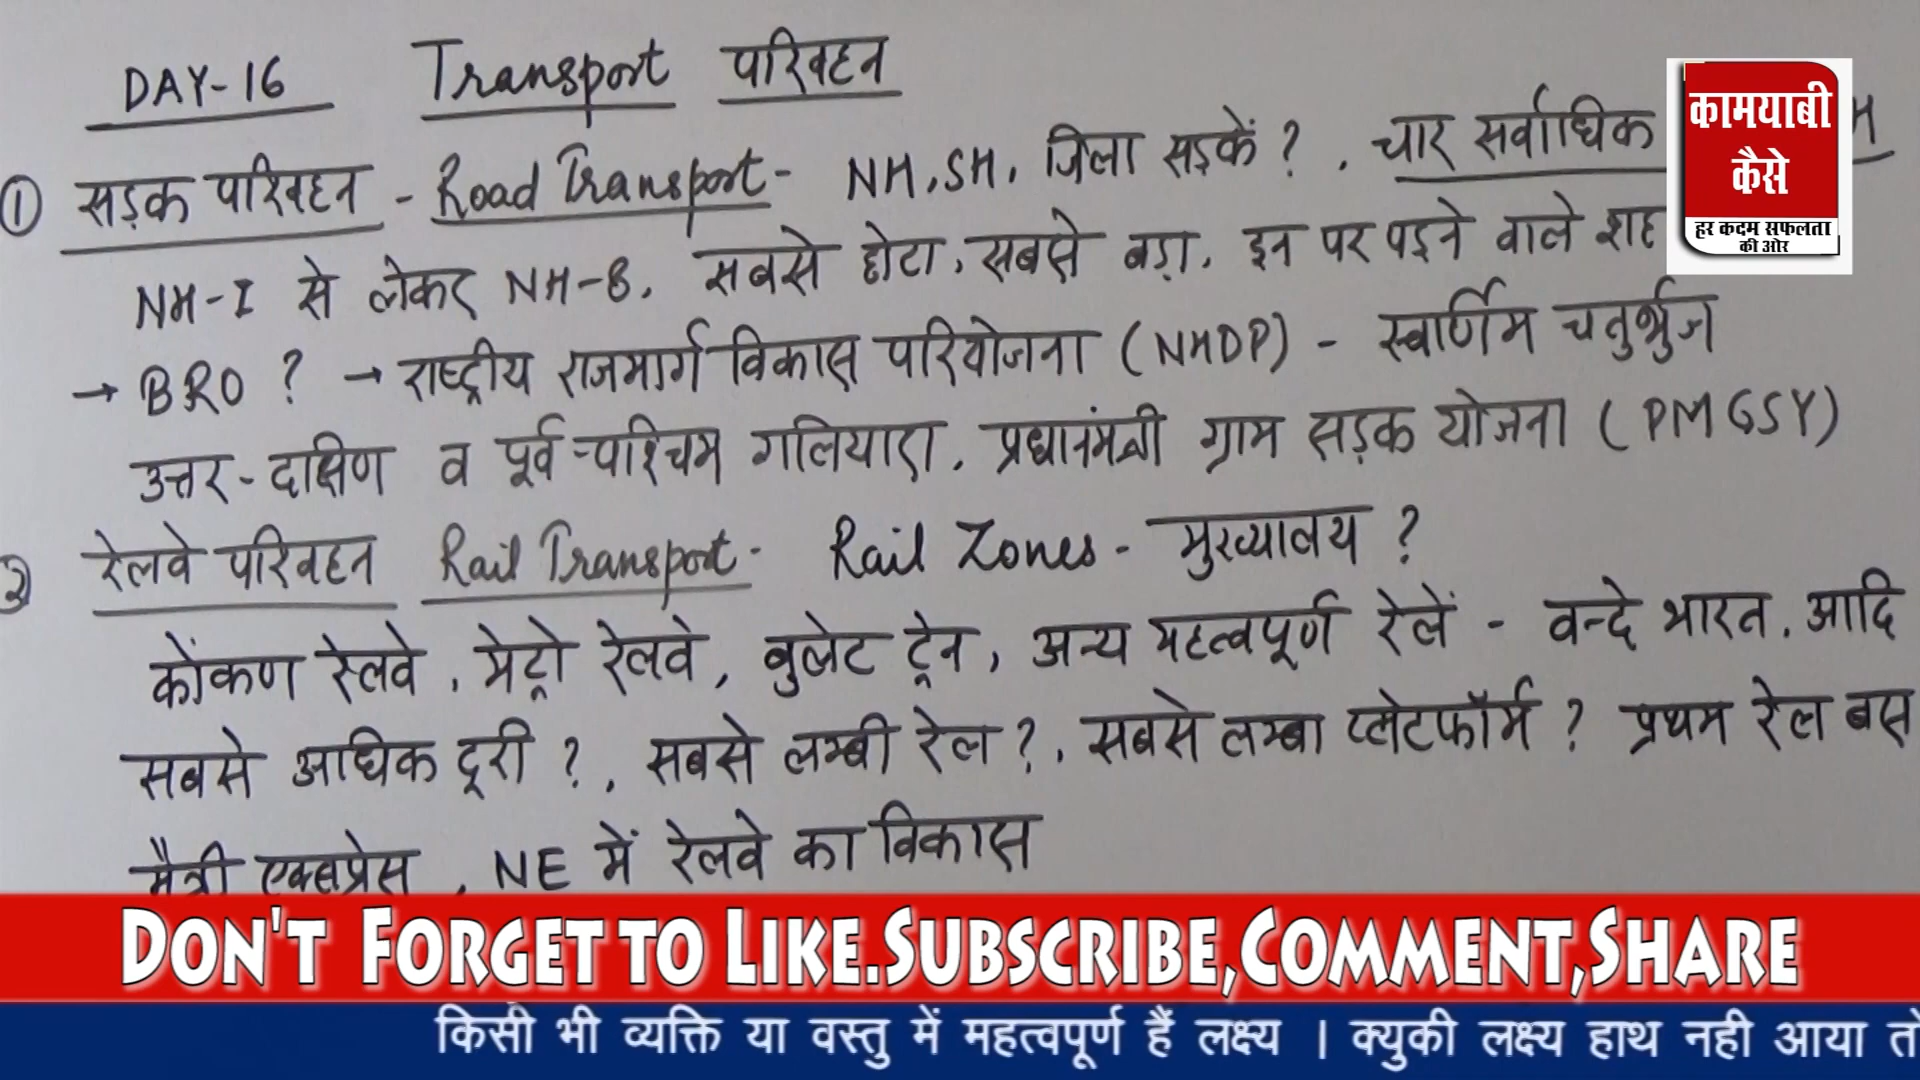 DAY-16 Transport परिवहन
① सड़क परिवहन - Road Transport - NH, SH, जिला सड़कें ? , चार सर्वाधिक
NH-I से लेकर NH-8, सबसे छोटा, सबसे बड़ा, इन पर पड़ने वाले शह
→ BRO ? → राष्ट्रीय राजमार्ग विकास परियोजना (NHDP) - स्वर्णिम चतुर्भुज
उत्तर-दक्षिण व पूर्व-पश्चिम गलियारा, प्रधानमंत्री ग्राम सड़क योजना (PMGSY)
२ रेलवे परिवहन Rail Transport - Rail Zones - मुख्यालय ?
कोंकण रेलवे, मेट्रो रेलवे, बुलेट ट्रेन, अन्य महत्वपूर्ण रेलें - वन्दे भारत, आदि
सबसे अधिक दूरी ?, सबसे लम्बी रेल ?, सबसे लम्बा प्लेटफॉर्म ? प्रथम रेल बस
मैत्री एक्सप्रेस, NE में रेलवे का विकास
कामयाबी
कैसे
हर कदम सफलता
की ओर
DON'T FORGET TO LIKE.SUBSCRIBE,COMMENT,SHARE
किसी भी व्यक्ति या वस्तु में महत्वपूर्ण हैं लक्ष्य । क्युकी लक्ष्य हाथ नही आया तो